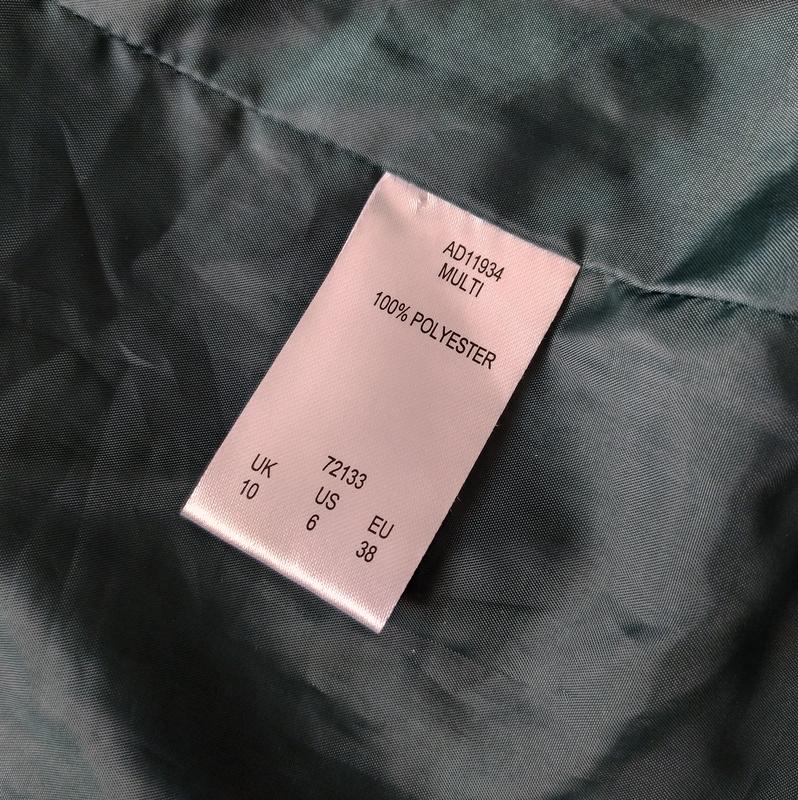 AD11934
MULTI
100% POLYESTER
72133
UK US EU
10 6 38